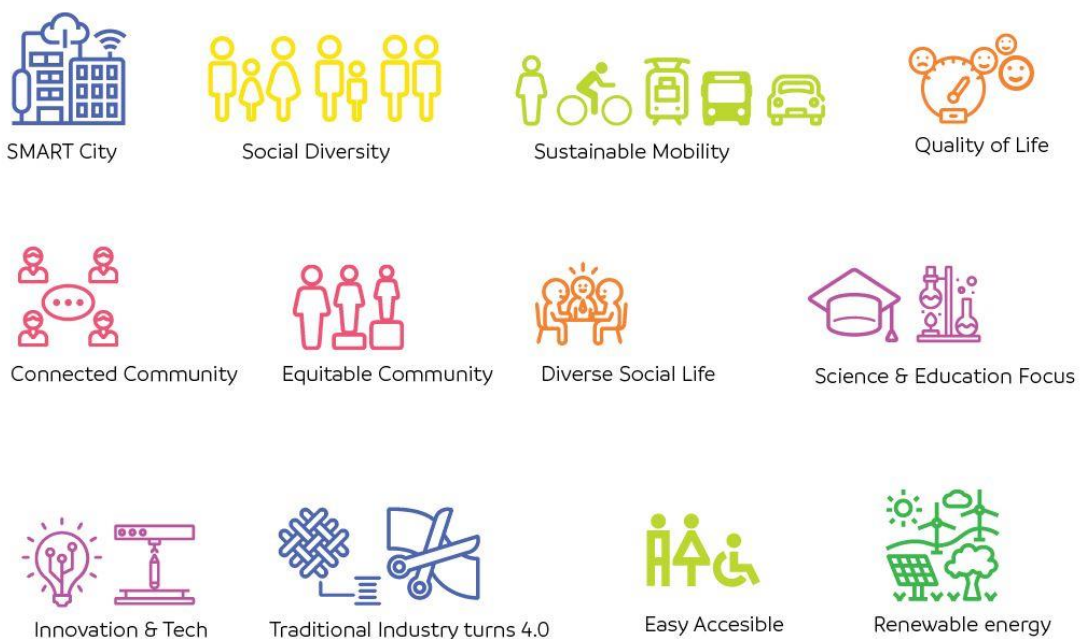 SMART City
Social Diversity
Sustainable Mobility
Quality of Life
Connected Community
Equitable Community
Diverse Social Life
Science & Education Focus
Innovation & Tech
Traditional Industry turns 4.0
Easy Accesible
Renewable energy